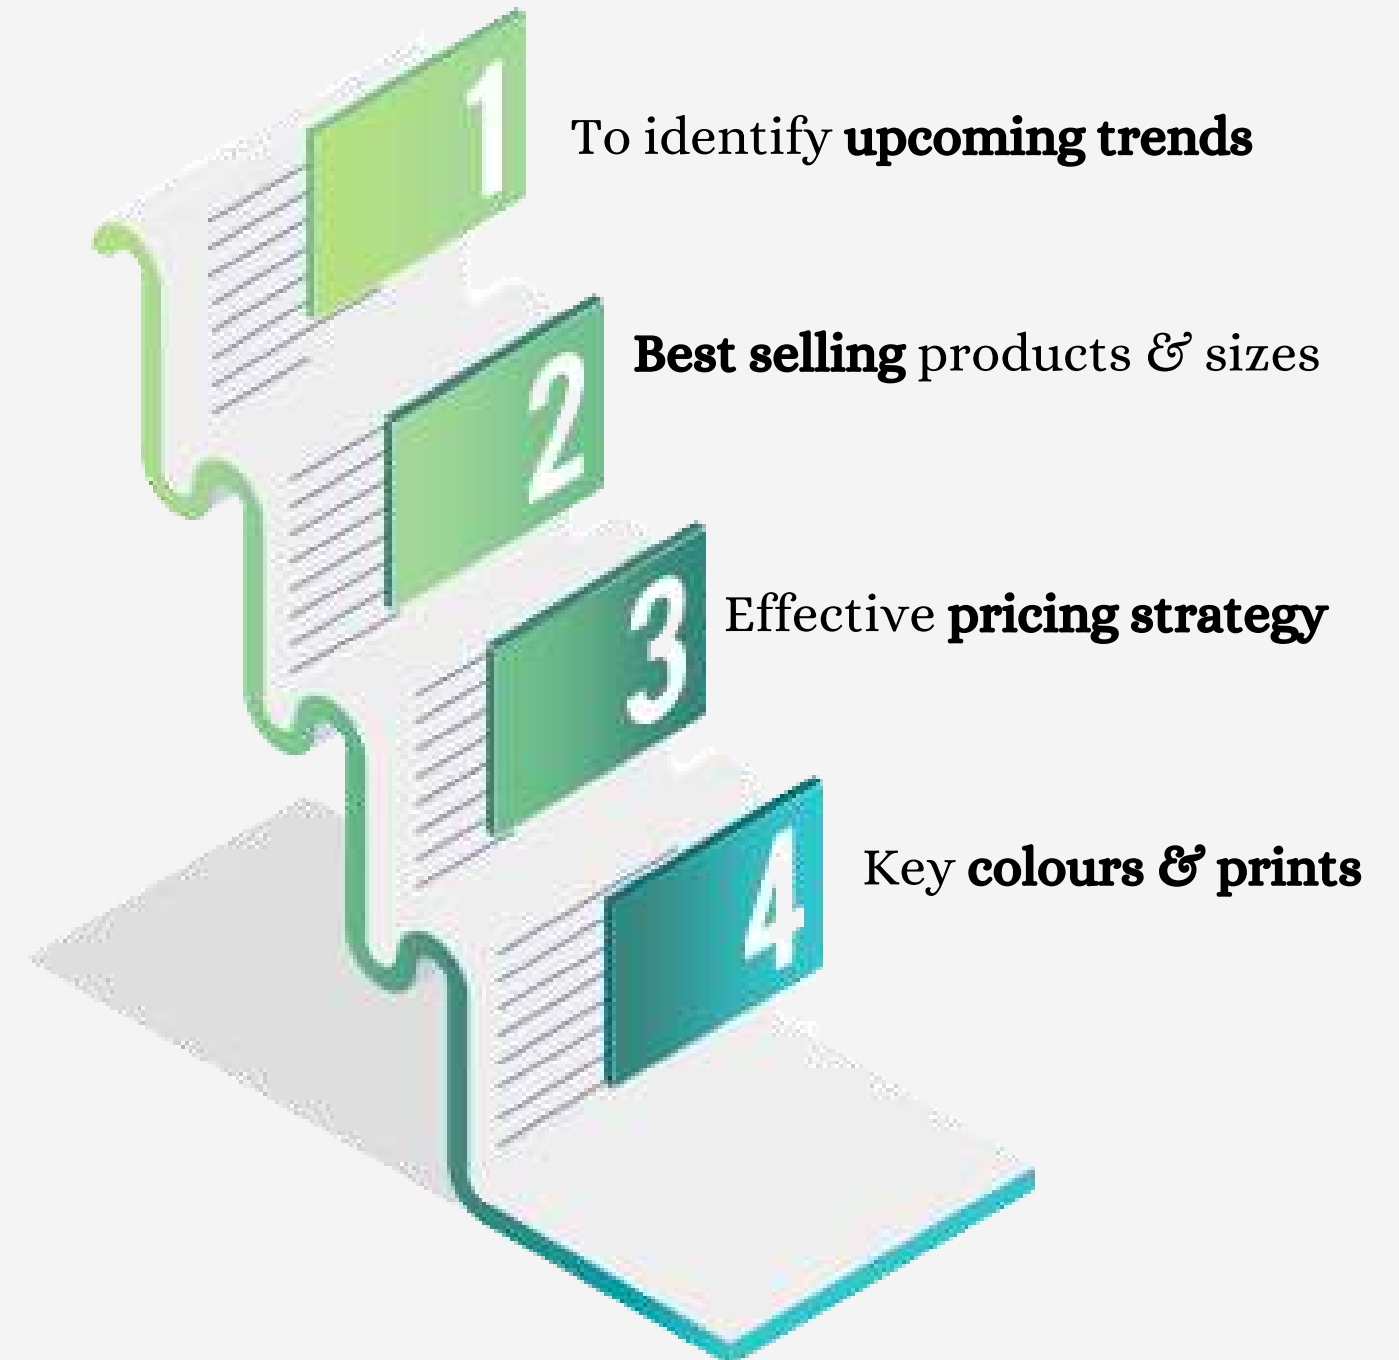 1
To identify upcoming trends
2
Best selling products & sizes
3
Effective pricing strategy
4
Key colours & prints